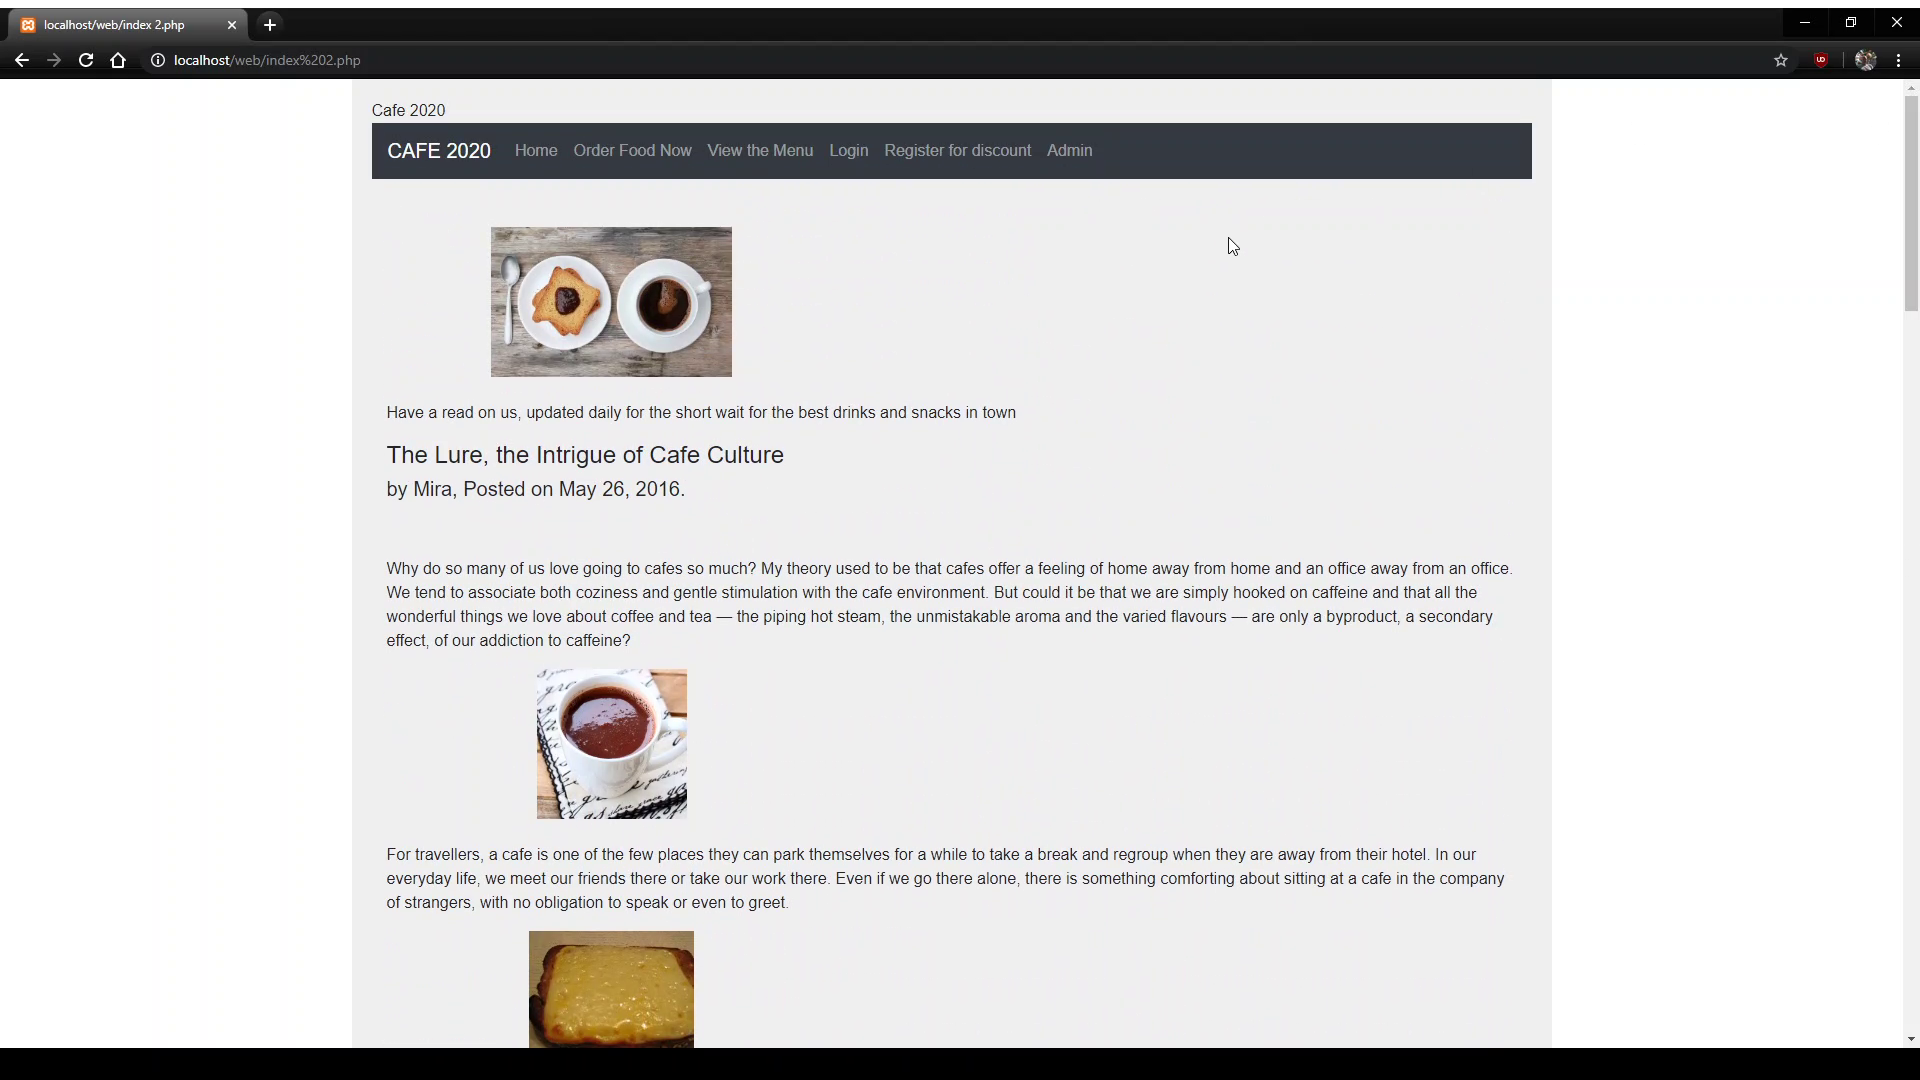 localhost/web/index 2.php
localhost/web/index%202.php
Cafe 2020
CAFE 2020 Home Order Food Now View the Menu Login Register for discount Admin
Have a read on us, updated daily for the short wait for the best drinks and snacks in town
The Lure, the Intrigue of Cafe Culture
by Mira, Posted on May 26, 2016.
Why do so many of us love going to cafes so much? My theory used to be that cafes offer a feeling of home away from home and an office away from an office.
We tend to associate both coziness and gentle stimulation with the cafe environment. But could it be that we are simply hooked on caffeine and that all the
wonderful things we love about coffee and tea — the piping hot steam, the unmistakable aroma and the varied flavours — are only a byproduct, a secondary
effect, of our addiction to caffeine?
For travellers, a cafe is one of the few places they can park themselves for a while to take a break and regroup when they are away from their hotel. In our
everyday life, we meet our friends there or take our work there. Even if we go there alone, there is something comforting about sitting at a cafe in the company
of strangers, with no obligation to speak or even to greet.